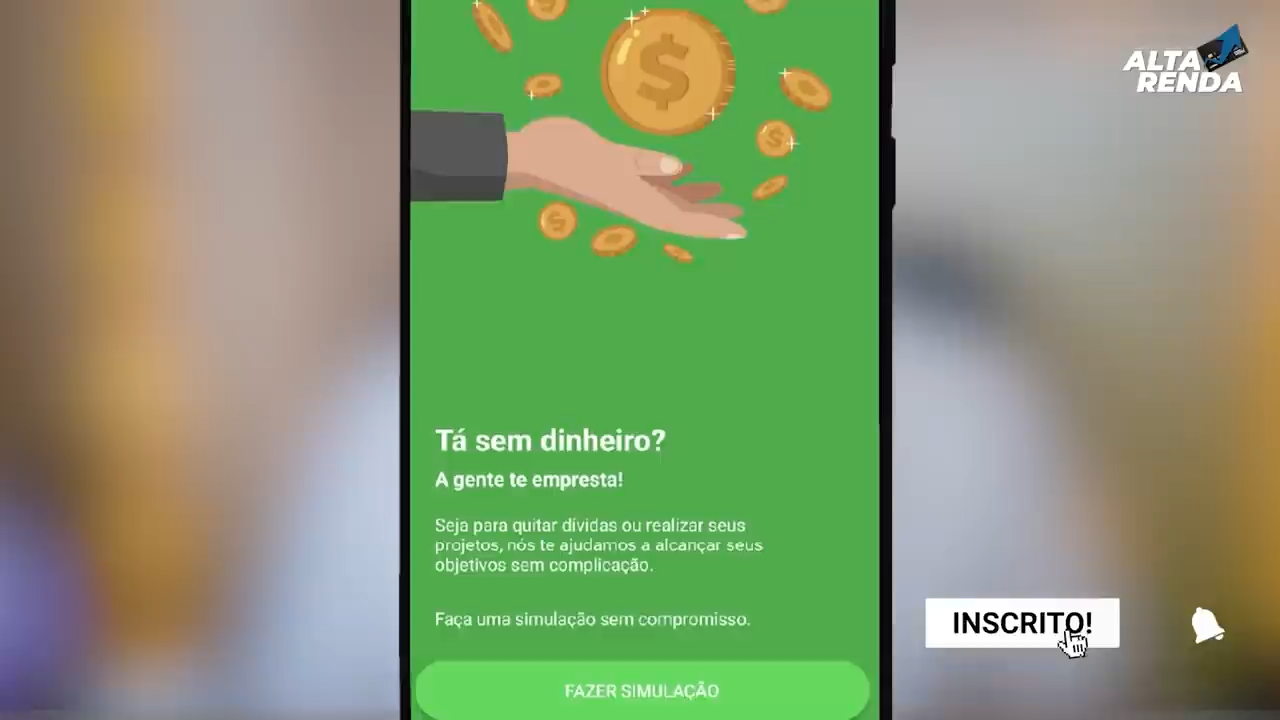 ALTA
RENDA
Tá sem dinheiro?
A gente te empresta!
Seja para quitar dívidas ou realizar seus
projetos, nós te ajudamos a alcançar seus
objetivos sem complicação.
Faça uma simulação sem compromisso.
INSCRITO!
FAZER SIMULAÇÃO